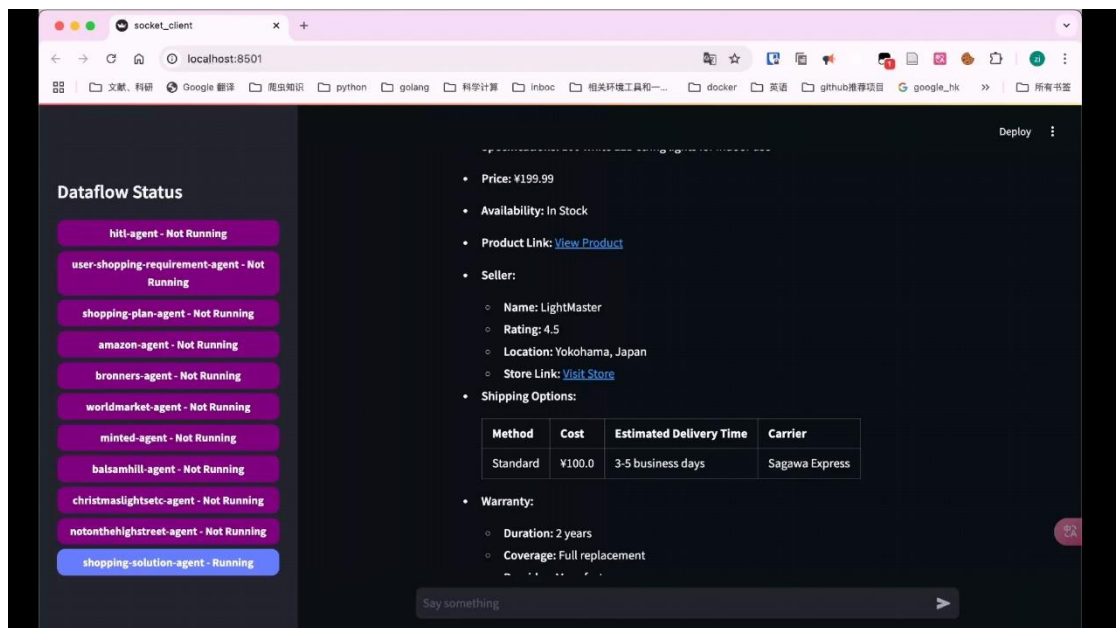 socket_client
localhost:8501
文献、科研 Google 翻译 爬虫知识 python golang 科学计算 inboc 相关环境工具和一... docker 英语 github推荐项目 google_hk » 所有书签
Deploy
Dataflow Status
hitl-agent - Not Running
user-shopping-requirement-agent - Not
Running
shopping-plan-agent - Not Running
amazon-agent - Not Running
bronners-agent - Not Running
worldmarket-agent - Not Running
minted-agent - Not Running
balsamhill-agent - Not Running
christmaslightsetc-agent - Not Running
notonthehighstreet-agent - Not Running
shopping-solution-agent - Running
Price: ¥199.99
Availability: In Stock
Product Link: View Product
Seller:
Name: LightMaster
Rating: 4.5
Location: Yokohama, Japan
Store Link: Visit Store
Shipping Options:
Method Cost Estimated Delivery Time Carrier
Standard ¥100.0 3-5 business days Sagawa Express
Warranty:
Duration: 2 years
Coverage: Full replacement
Say something